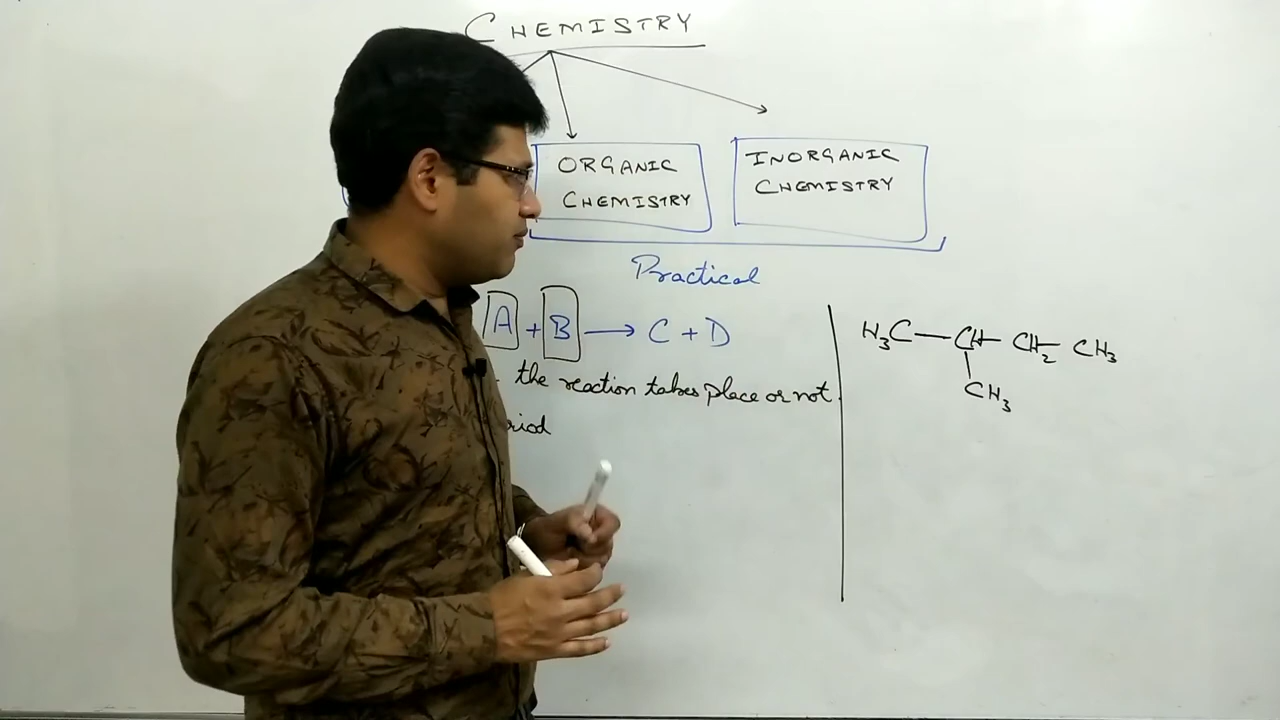 CHEMISTRY
ORGANIC
CHEMISTRY
INORGANIC
CHEMISTRY
Practical
A + B → C + D
the reaction takes place or not.
H₃C — CH — CH₂ — CH₃
CH₃